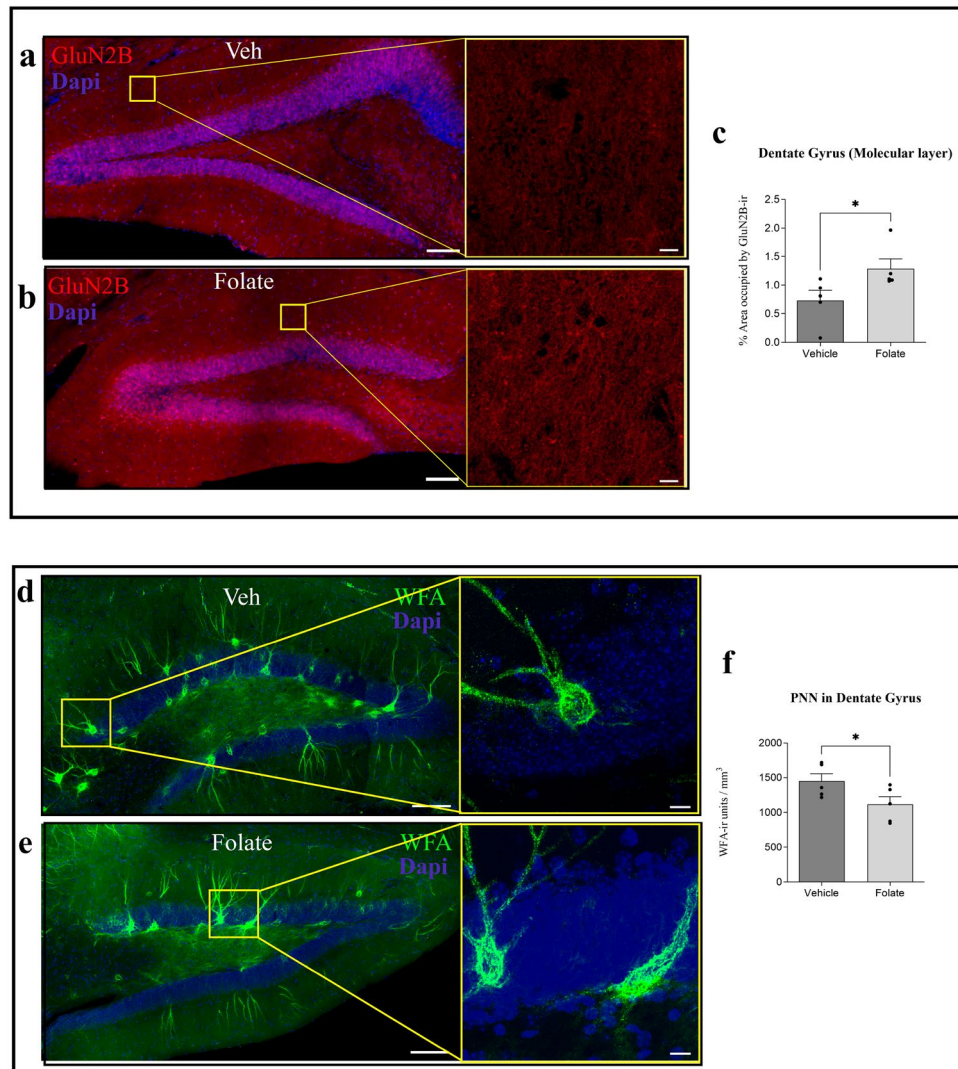 a
GluN2B
Dapi
Veh
b
GluN2B
Dapi
Folate
c
Dentate Gyrus (Molecular layer)
% Area occupied by GluN2B-ir
2.5
2.0
1.5
1.0
0.5
0.0
*
Vehicle
Folate
d
Veh
WFA
Dapi
e
Folate
WFA
Dapi
f
PNN in Dentate Gyrus
WFA-ir units / mm³
2000
1500
1000
500
0
*
Vehicle
Folate